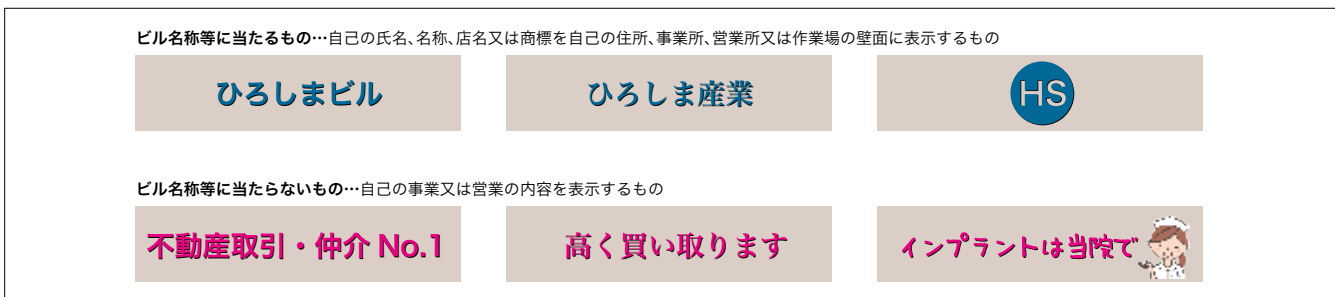 ビル名称等に当たるもの…自己の氏名、名称、店名又は商標を自己の住所、事業所、営業所又は作業場の壁面に表示するもの
ひろしまビル
ひろしま産業
HS
ビル名称等に当たらないもの…自己の事業又は営業の内容を表示するもの
不動産取引・仲介 No.1
高く買い取ります
インプラントは当院で